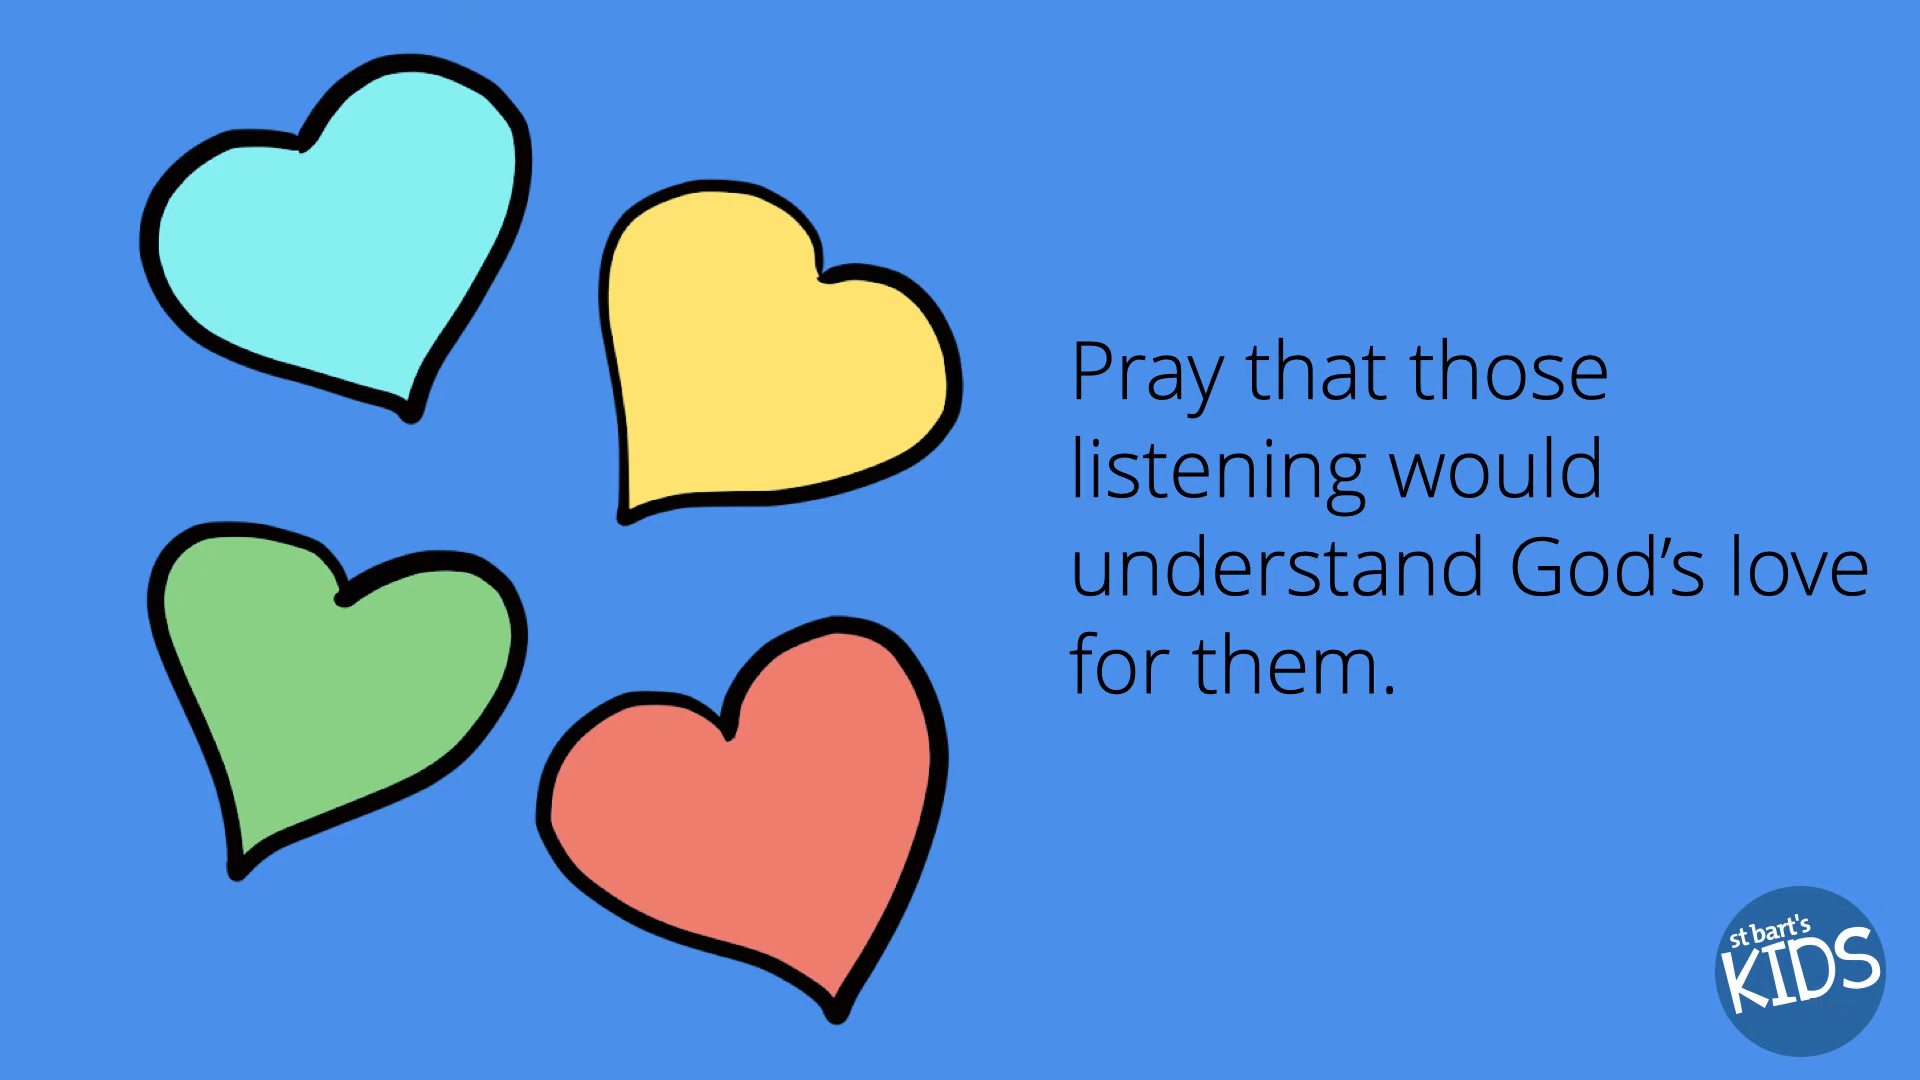 Pray that those
listening would
understand God’s love
for them.
st bart's
KIDS